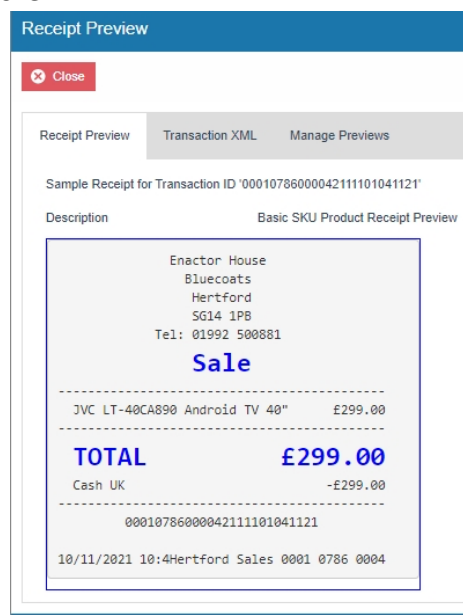 Receipt Preview
Close
Receipt Preview Transaction XML Manage Previews
Sample Receipt for Transaction ID '00010786000042111101041121'
Description Basic SKU Product Receipt Preview
Enactor House
Bluecoats
Hertford
SG14 1PB
Tel: 01992 500881
Sale
----------------------------------------
JVC LT-40CA890 Android TV 40" £299.00
----------------------------------------
TOTAL £299.00
Cash UK -£299.00
----------------------------------------
00010786000042111101041121
10/11/2021 10:4Hertford Sales 0001 0786 0004